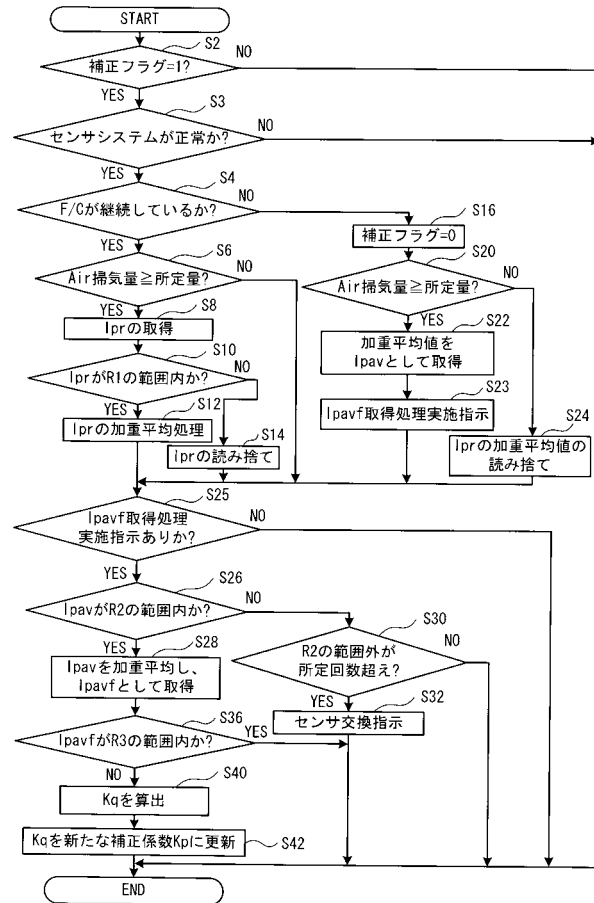 START
S2
補正フラグ=1?
NO
YES
S3
センサシステムが正常か?
NO
YES
S4
F/Cが継続しているか?
NO
YES
S16
補正フラグ=0
S6
Air掃気量≧所定量?
NO
YES
S20
Air掃気量≧所定量?
NO
YES
S8
Iprの取得
S22
加重平均値を
Ipavとして取得
S10
IprがR1の範囲内か?
NO
YES
S23
Ipavf取得処理実施指示
S12
Iprの加重平均処理
S14
Iprの読み捨て
S24
Iprの加重平均値の
読み捨て
S25
Ipavf取得処理
実施指示ありか?
NO
YES
S26
IpavがR2の範囲内か?
NO
YES
S30
R2の範囲外が
所定回数超え?
NO
YES
S28
Ipavを加重平均し、
Ipavfとして取得
S32
センサ交換指示
S36
IpavfがR3の範囲内か?
YES
NO
S40
Kqを算出
Kqを新たな補正係数Kpに更新
S42
END